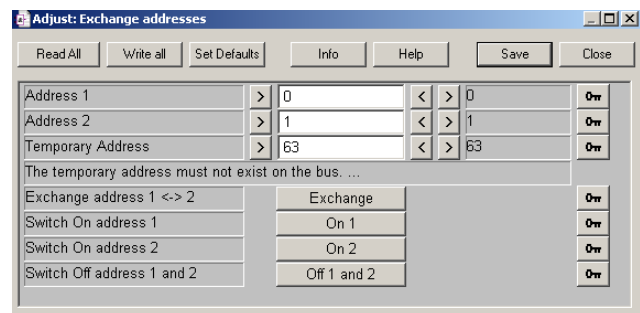 Adjust: Exchange addresses
Read All Write all Set Defaults Info Help Save Close
Address 1 > 0 < > 0
Address 2 > 1 < > 1
Temporary Address > 63 < > 63
The temporary address must not exist on the bus. ...
Exchange address 1 <-> 2 Exchange
Switch On address 1 On 1
Switch On address 2 On 2
Switch Off address 1 and 2 Off 1 and 2